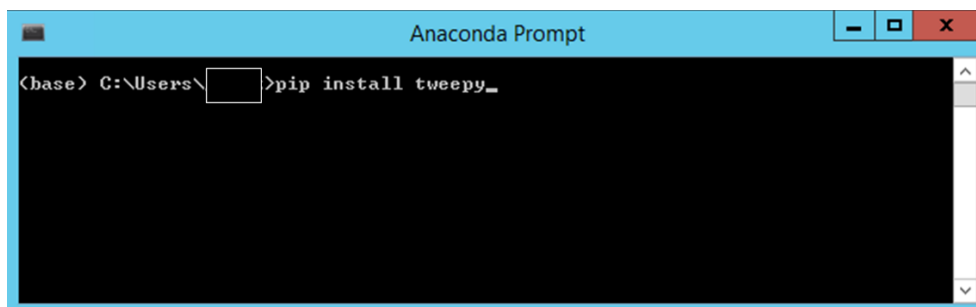 Anaconda Prompt
(base) C:\Users\ >pip install tweepy_